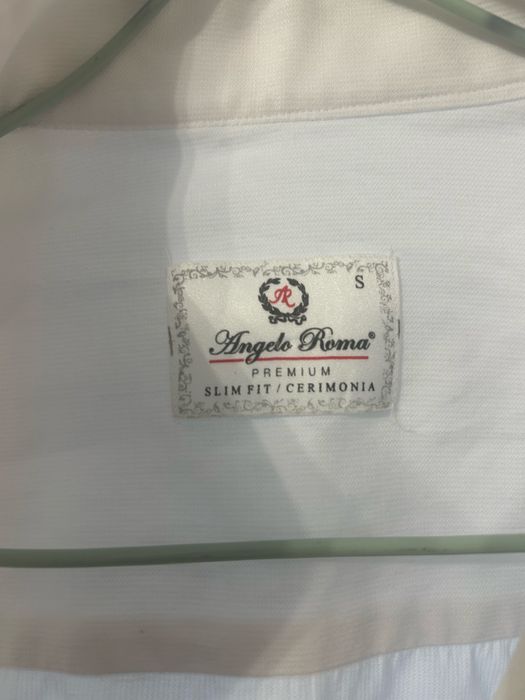 S
AR
Angelo Roma®
PREMIUM
SLIM FIT / CERIMONIA